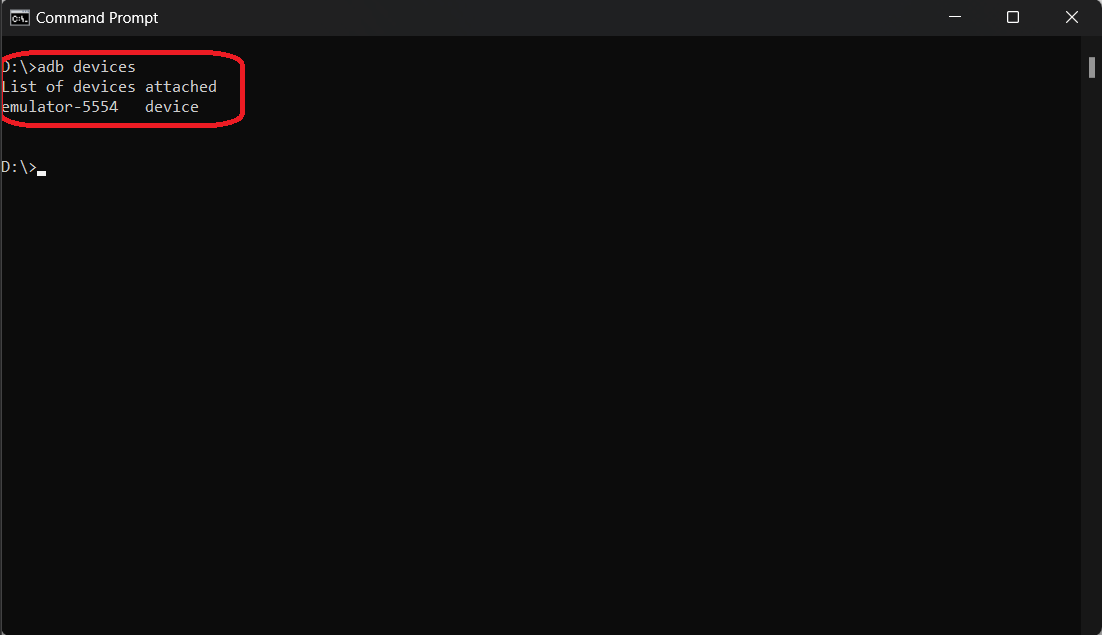 Command Prompt
D:\>adb devices
List of devices attached
emulator-5554   device
D:\>